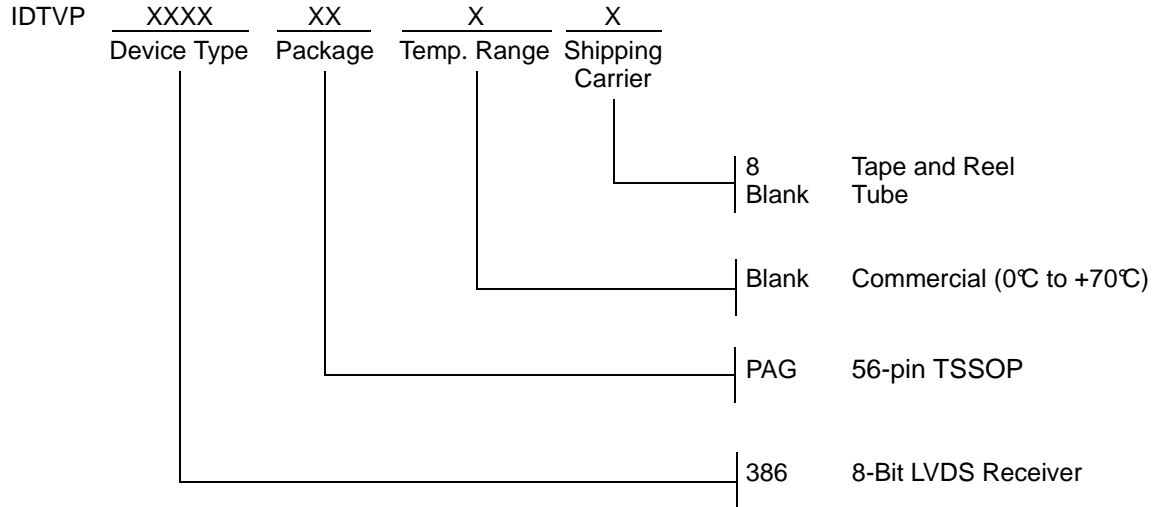 IDTVP XXXX XX X X
Device Type Package Temp. Range Shipping
Carrier
8 Tape and Reel
Blank Tube
Blank Commercial (0℃ to +70℃)
PAG 56-pin TSSOP
386 8-Bit LVDS Receiver